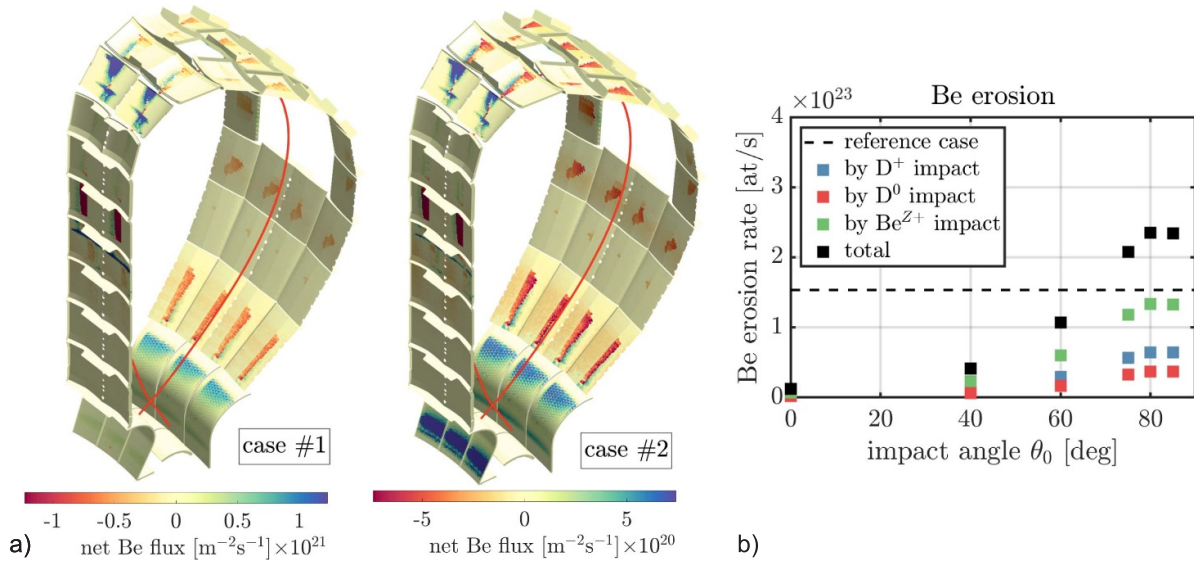 case #1
-1 -0.5 0 0.5 1
net Be flux [m⁻²s⁻¹] ×10²¹
a)
case #2
-5 0 5
net Be flux [m⁻²s⁻¹] ×10²⁰
b)
Be erosion
×10²³
4
3
2
1
0
Be erosion rate [at/s]
reference case
by D⁺ impact
by D⁰ impact
by Be^Z+ impact
total
0 20 40 60 80
impact angle θ₀ [deg]